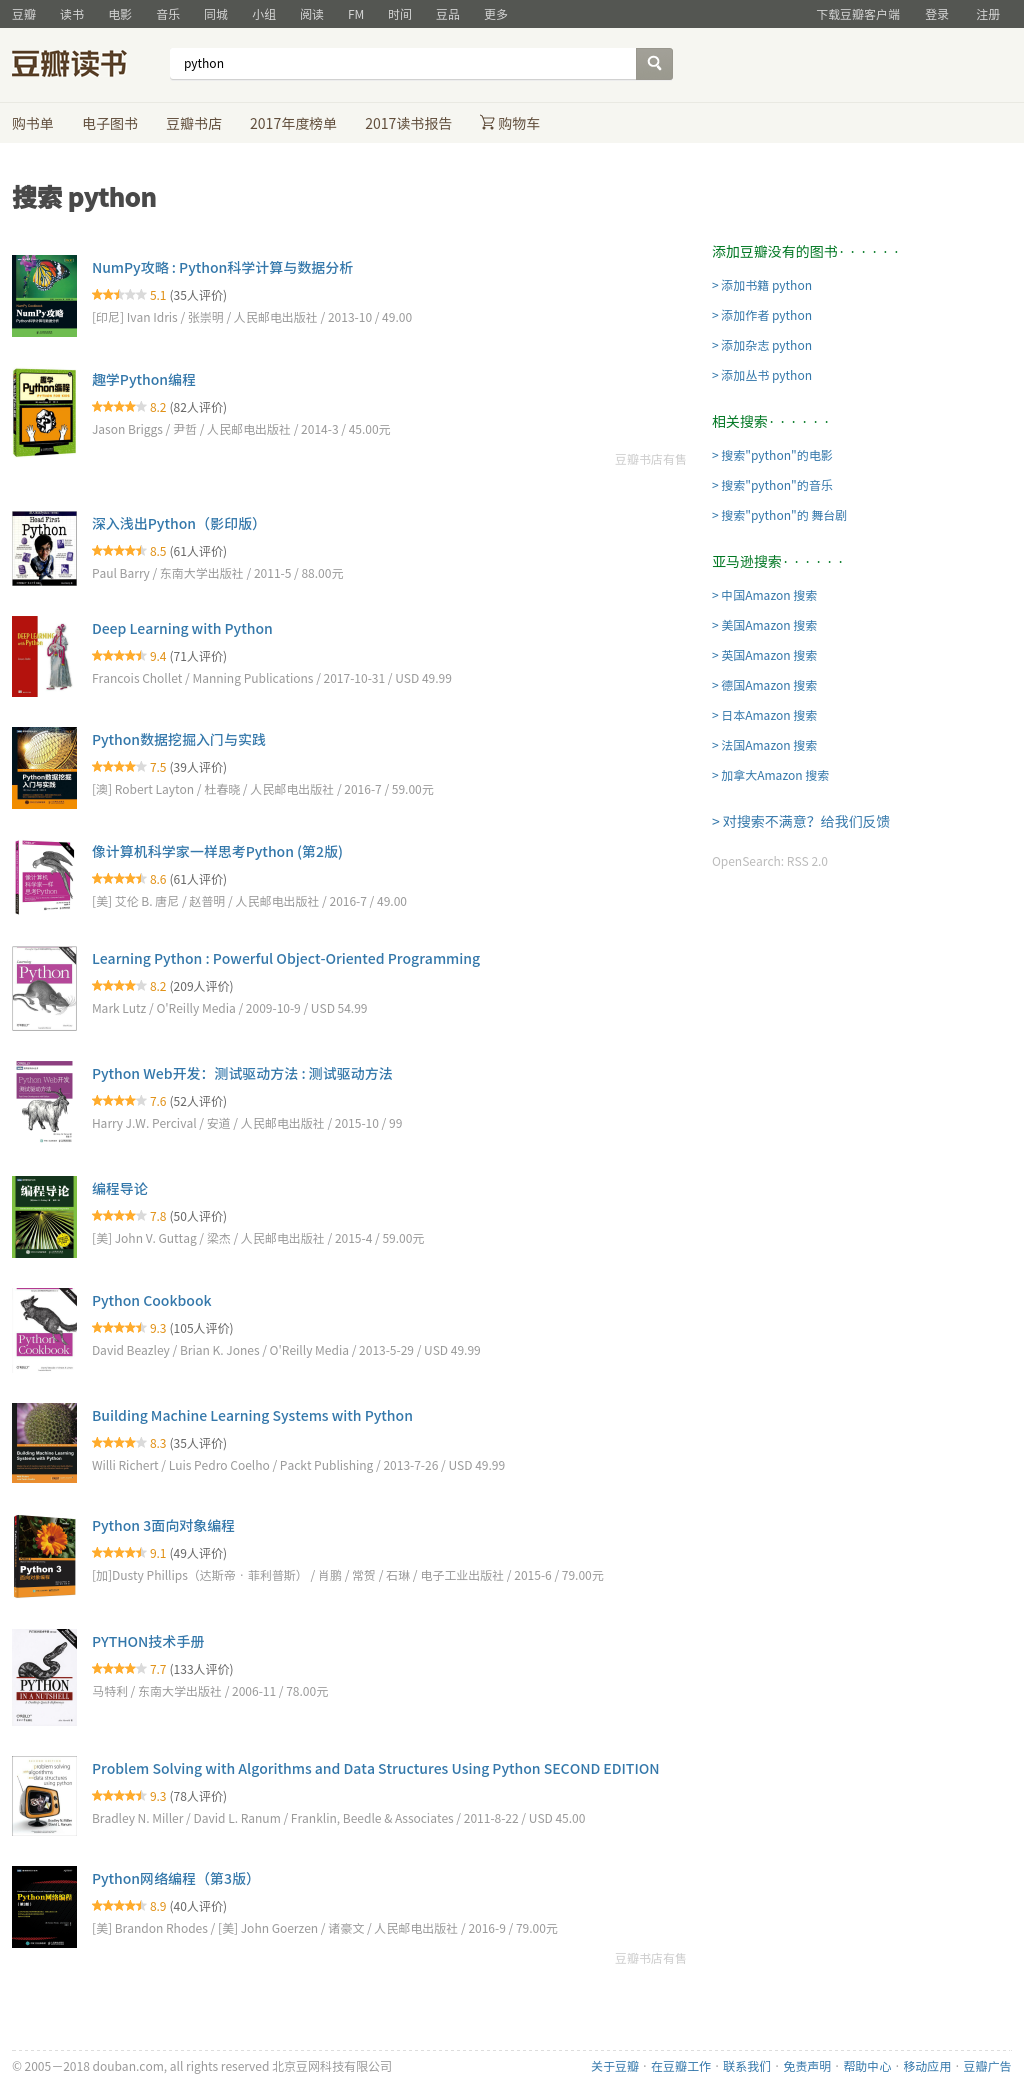 豆瓣 读书 电影 音乐 同城 小组 阅读 FM 时间 豆品 更多 下载豆瓣客户端 登录 注册
豆瓣读书 python
购书单 电子图书 豆瓣书店 2017年度榜单 2017读书报告 购物车
搜索 python
NumPy攻略 : Python科学计算与数据分析
5.1 (35人评价)
[印尼] Ivan Idris / 张崇明 / 人民邮电出版社 / 2013-10 / 49.00
趣学Python编程
8.2 (82人评价)
Jason Briggs / 尹哲 / 人民邮电出版社 / 2014-3 / 45.00元
豆瓣书店有售
深入浅出Python（影印版）
8.5 (61人评价)
Paul Barry / 东南大学出版社 / 2011-5 / 88.00元
Deep Learning with Python
9.4 (71人评价)
Francois Chollet / Manning Publications / 2017-10-31 / USD 49.99
Python数据挖掘入门与实践
7.5 (39人评价)
[澳] Robert Layton / 杜春晓 / 人民邮电出版社 / 2016-7 / 59.00元
像计算机科学家一样思考Python (第2版)
8.6 (61人评价)
[美] 艾伦 B. 唐尼 / 赵普明 / 人民邮电出版社 / 2016-7 / 49.00
Learning Python : Powerful Object-Oriented Programming
8.2 (209人评价)
Mark Lutz / O'Reilly Media / 2009-10-9 / USD 54.99
Python Web开发：测试驱动方法 : 测试驱动方法
7.6 (52人评价)
Harry J.W. Percival / 安道 / 人民邮电出版社 / 2015-10 / 99
编程导论
7.8 (50人评价)
[美] John V. Guttag / 梁杰 / 人民邮电出版社 / 2015-4 / 59.00元
Python Cookbook
9.3 (105人评价)
David Beazley / Brian K. Jones / O'Reilly Media / 2013-5-29 / USD 49.99
Building Machine Learning Systems with Python
8.3 (35人评价)
Willi Richert / Luis Pedro Coelho / Packt Publishing / 2013-7-26 / USD 49.99
Python 3面向对象编程
9.1 (49人评价)
[加]Dusty Phillips（达斯帝·菲利普斯） / 肖鹏 / 常贺 / 石琳 / 电子工业出版社 / 2015-6 / 79.00元
PYTHON技术手册
7.7 (133人评价)
马特利 / 东南大学出版社 / 2006-11 / 78.00元
Problem Solving with Algorithms and Data Structures Using Python SECOND EDITION
9.3 (78人评价)
Bradley N. Miller / David L. Ranum / Franklin, Beedle & Associates / 2011-8-22 / USD 45.00
Python网络编程（第3版）
8.9 (40人评价)
[美] Brandon Rhodes / [美] John Goerzen / 诸豪文 / 人民邮电出版社 / 2016-9 / 79.00元
豆瓣书店有售
添加豆瓣没有的图书· · · · · ·
> 添加书籍 python
> 添加作者 python
> 添加杂志 python
> 添加丛书 python
相关搜索· · · · · ·
> 搜索"python"的电影
> 搜索"python"的音乐
> 搜索"python"的 舞台剧
亚马逊搜索· · · · · ·
> 中国Amazon 搜索
> 美国Amazon 搜索
> 英国Amazon 搜索
> 德国Amazon 搜索
> 日本Amazon 搜索
> 法国Amazon 搜索
> 加拿大Amazon 搜索
> 对搜索不满意？给我们反馈
OpenSearch: RSS 2.0
© 2005－2018 douban.com, all rights reserved 北京豆网科技有限公司
关于豆瓣 · 在豆瓣工作 · 联系我们 · 免责声明 · 帮助中心 · 移动应用 · 豆瓣广告